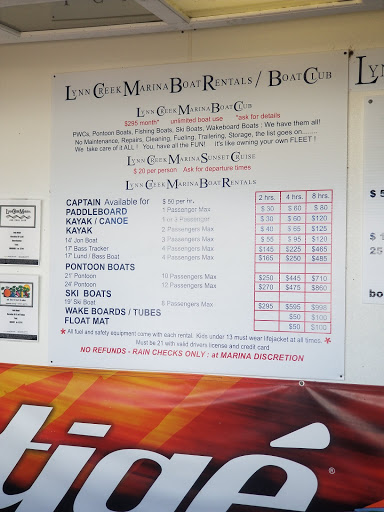 Lynn Creek Marina Boat Rentals / Boat Club
Lynn Creek Marina Boat Club
$295 month* unlimited boat use *ask for details
PWCs, Pontoon Boats, Fishing Boats, Ski Boats, Wakeboard Boats : We have them all!
No Maintenance, Repairs, Cleaning, Fueling, Trailering, Storage, the list goes on........
We take care of it ALL ! You, have all the FUN! It's like owning your own FLEET !
Lynn Creek Marina Sunset Cruise
$ 20 per person Ask for departure times
Lynn Creek Marina Boat Rentals
2 hrs. 4 hrs. 8 hrs.
CAPTAIN Available for $ 50 per hr.
PADDLEBOARD 1 Passenger Max $ 30 $ 60 $ 80
KAYAK / CANOE Passenger $ 30 $ 60 $120
KAYAK 2 Passengers Max $ 40 $ 65 $125
14' Jon Boat 3 Passengers Max $ 55 $ 95 $120
17' Bass Tracker 4 Passengers Max $145 $225 $465
17' Lund / Bass Boat 4 Passengers Max $165 $250 $485
PONTOON BOATS
21' Pontoon 10 Passengers Max $250 $445 $710
24' Pontoon 12 Passengers Max $270 $475 $860
SKI BOATS
19' Ski Boat 8 Passengers Max $295 $595 $998
WAKE BOARDS / TUBES $50 $100
FLOAT MAT $50 $100
* All fuel and safety equipment come with each rental. Kids under 13 must wear lifejacket at all times. *
Must be 21 with valid drivers license and credit card
NO REFUNDS - RAIN CHECKS ONLY : at MARINA DISCRETION
tigé
®